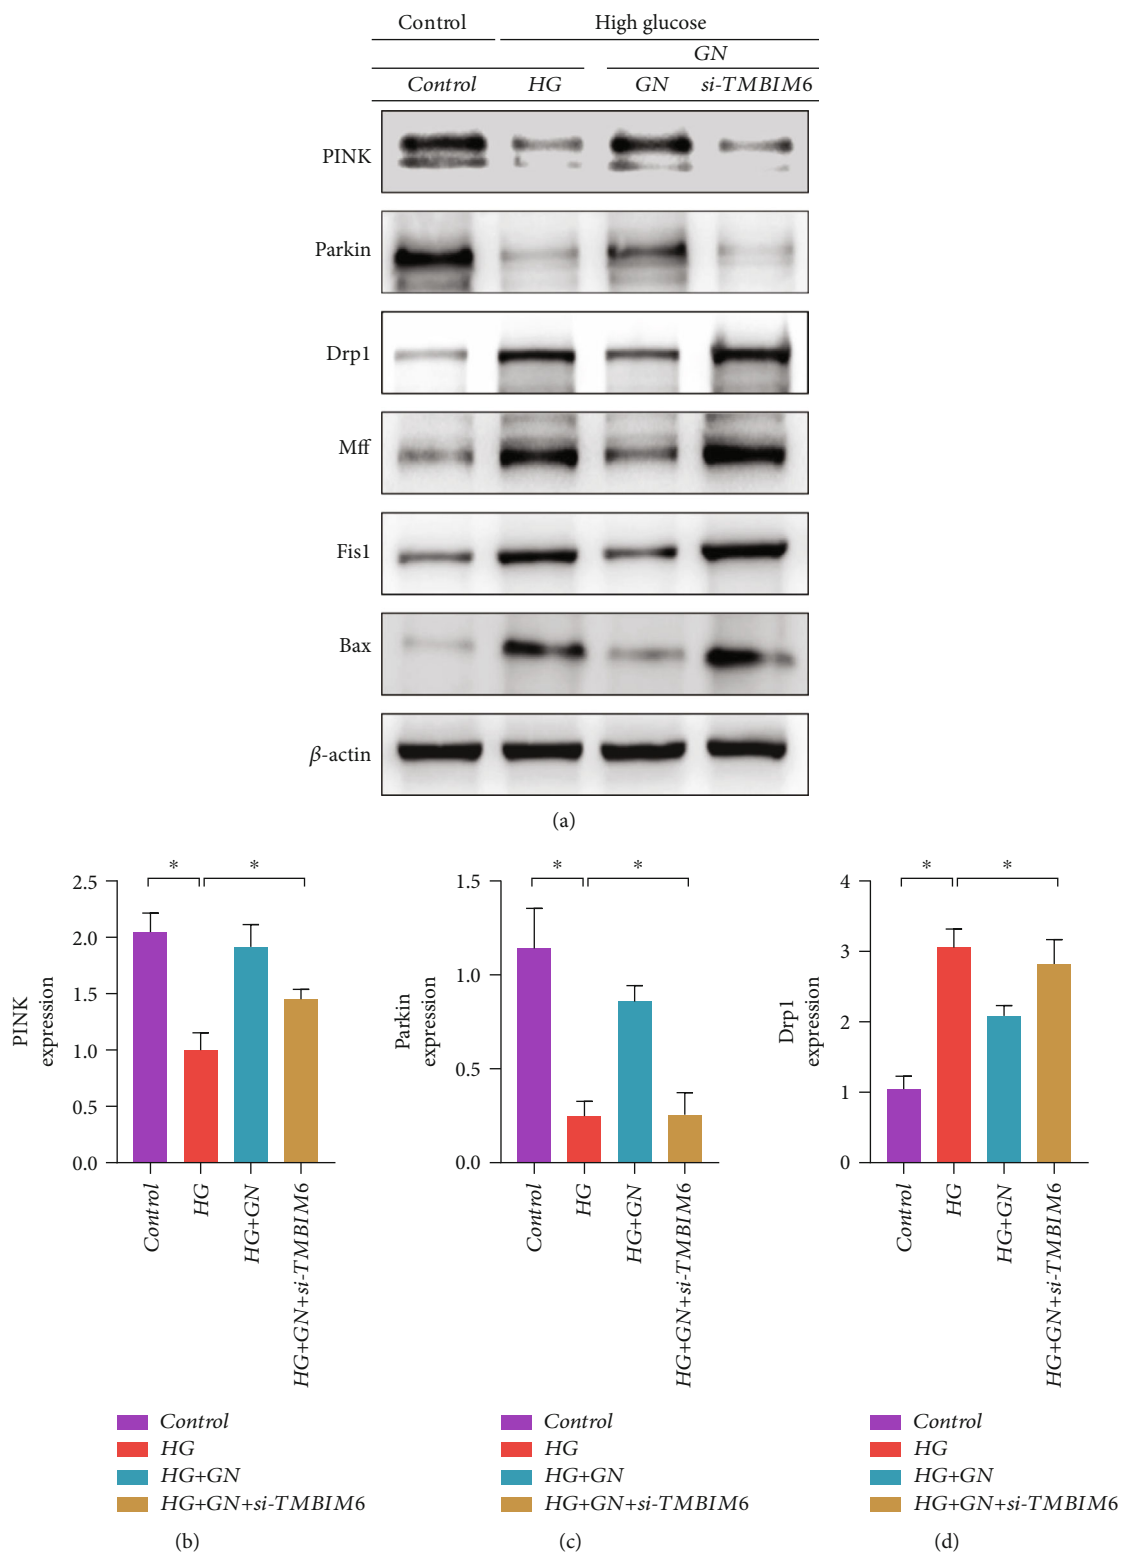 Control High glucose
GN
Control HG GN si-TMBIM6
PINK
Parkin
Drp1
Mff
Fis1
Bax
β-actin
(a)
* * * * * *
2.5 1.5 4
2.0 3
1.0
1.5 2
1.0
0.5 1
0.5
0.0 0.0 0
PINK
expression
Parkin
expression
Drp1
expression
Control HG HG+GN HG+GN+si-TMBIM6
Control HG HG+GN HG+GN+si-TMBIM6
Control HG HG+GN HG+GN+si-TMBIM6
Control Control Control
HG HG HG
HG+GN HG+GN HG+GN
HG+GN+si-TMBIM6 HG+GN+si-TMBIM6 HG+GN+si-TMBIM6
(b) (c) (d)